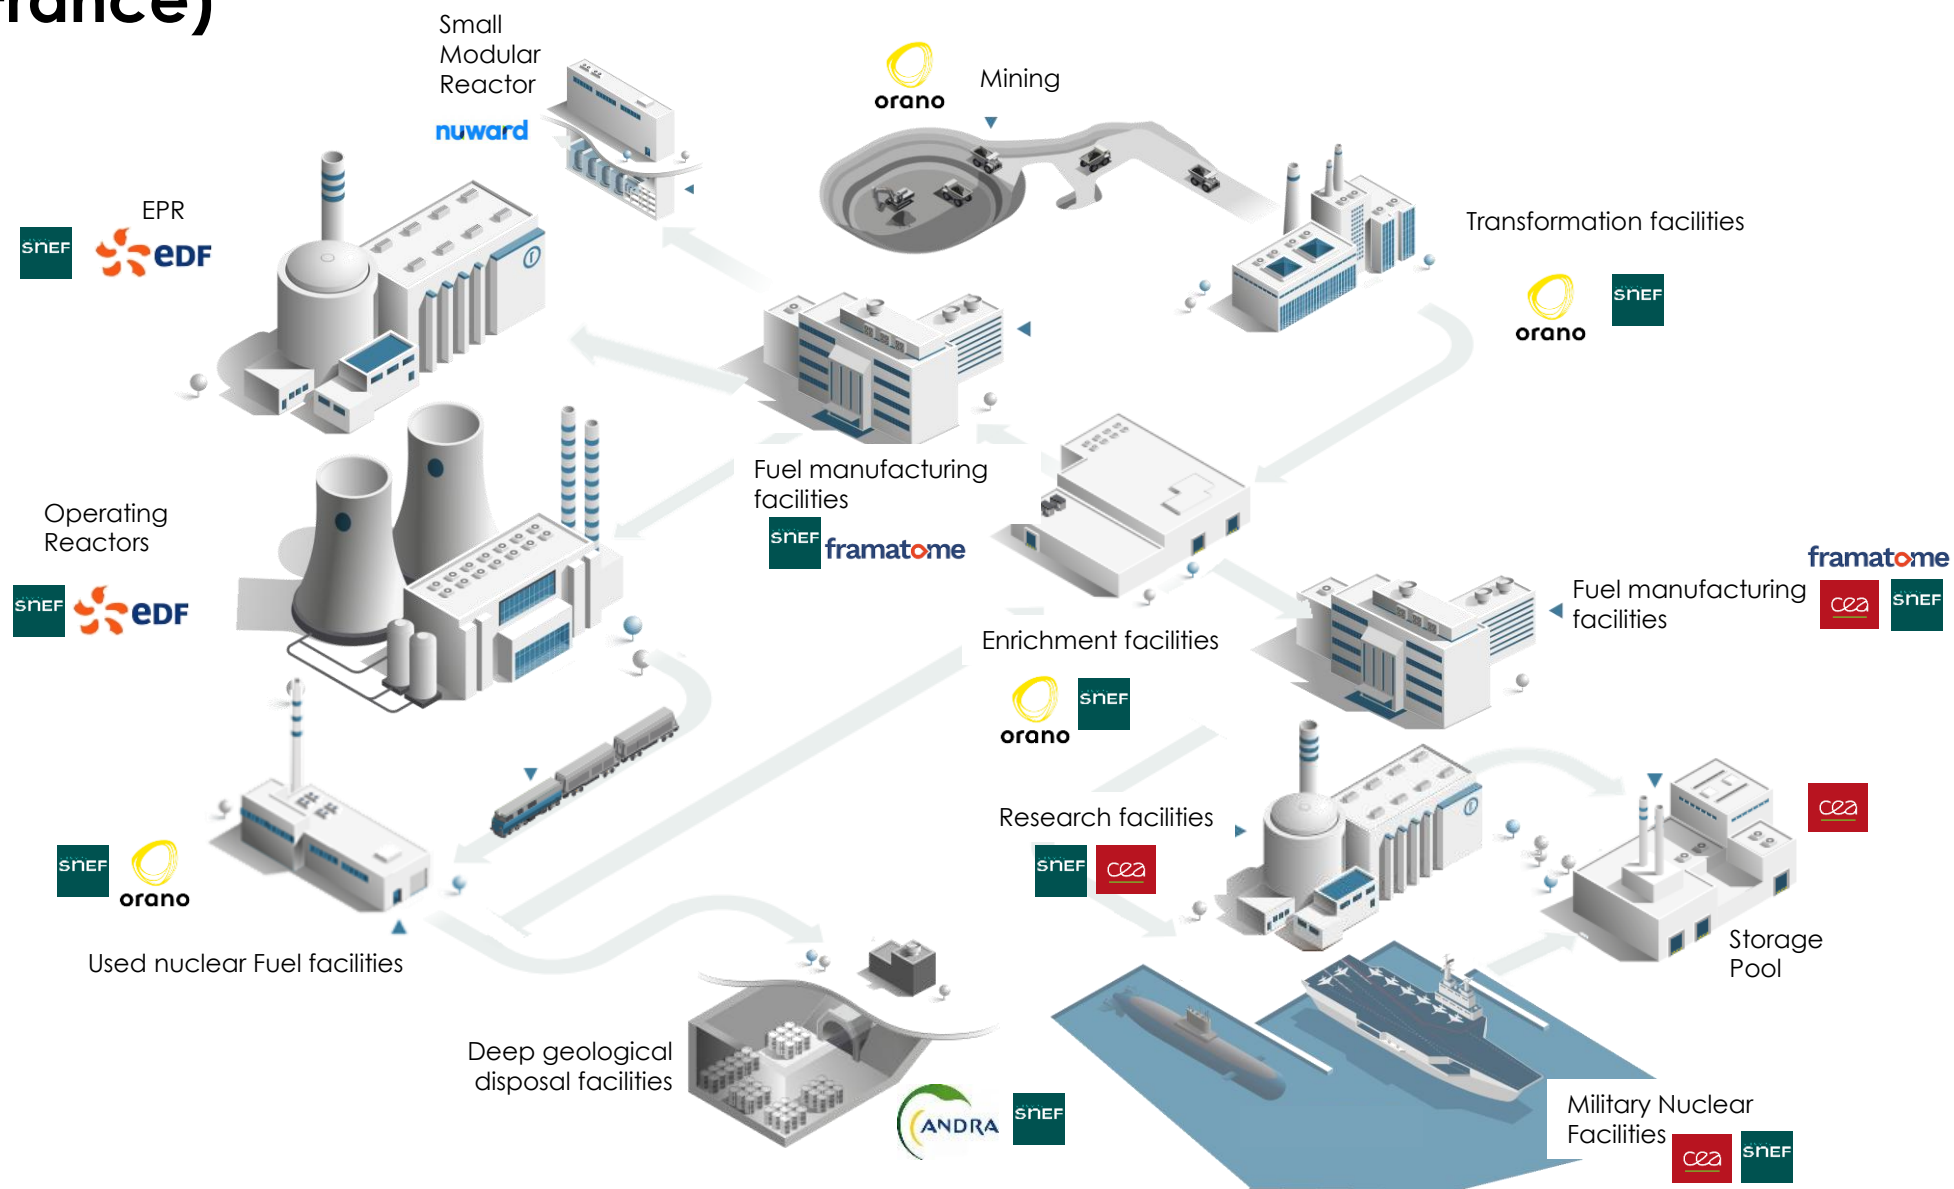 rance)
Small
Modular
Reactor
nuward
orano
Mining
EPR
snef
eDF
Transformation facilities
orano
snef
Fuel manufacturing
facilities
snef
framatome
Operating
Reactors
snef
eDF
framatome
Fuel manufacturing
facilities
cea
snef
Enrichment facilities
orano
snef
Research facilities
snef
cea
cea
snef
orano
Used nuclear Fuel facilities
Storage
Pool
Deep geological
disposal facilities
ANDRA
snef
Military Nuclear
Facilities
cea
snef